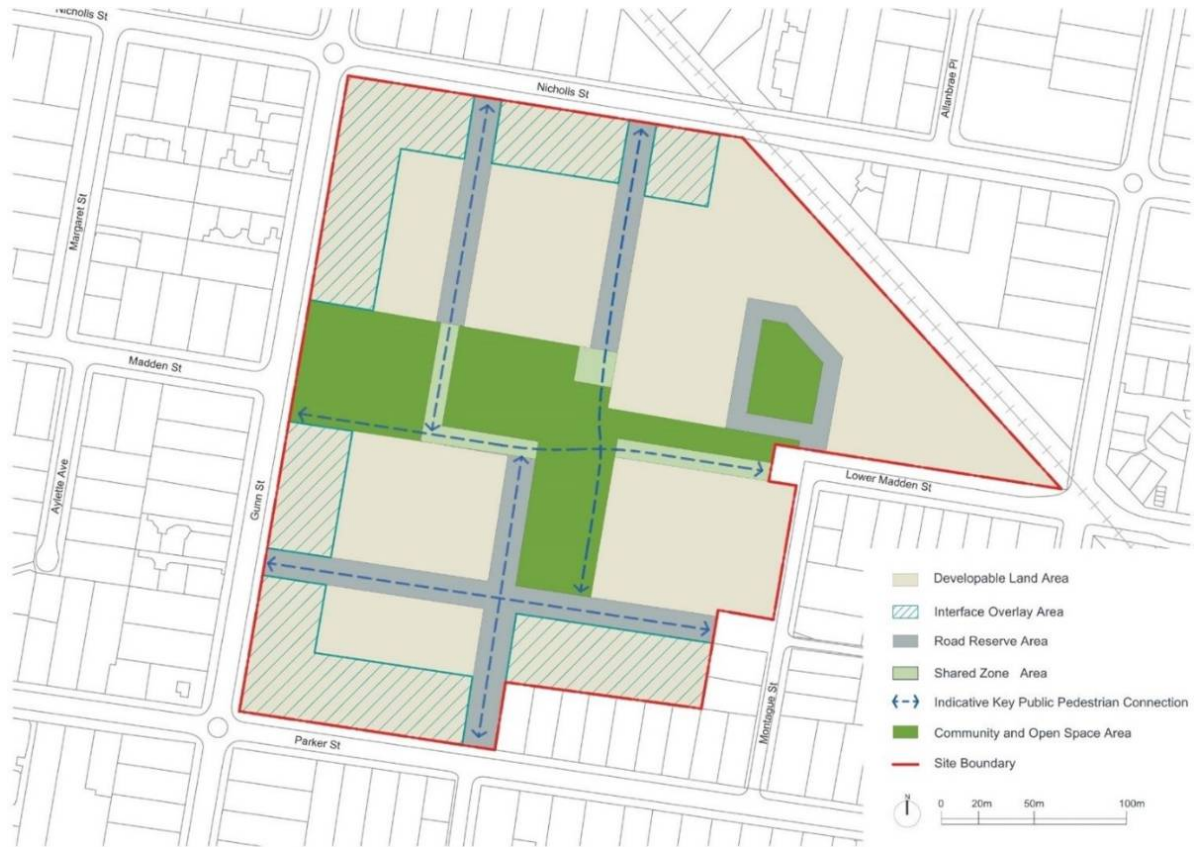 Nicholis St
Nicholis St
Allanbrae Pl
Margaret St
Madden St
Aylette Ave
Gunn St
Lower Madden St
Montague St
Parker St
Developable Land Area
Interface Overlay Area
Road Reserve Area
Shared Zone Area
Indicative Key Public Pedestrian Connection
Community and Open Space Area
Site Boundary
N
0 20m 50m 100m